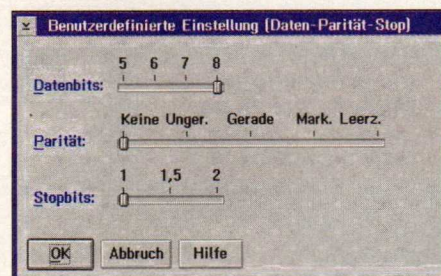 Benutzerdefinierte Einstellung (Daten-Parität-Stop)
5 6 7 8
Datenbits:
Keine Unger. Gerade Mark. Leerz.
Parität:
1 1,5 2
Stopbits:
OK Abbruch Hilfe